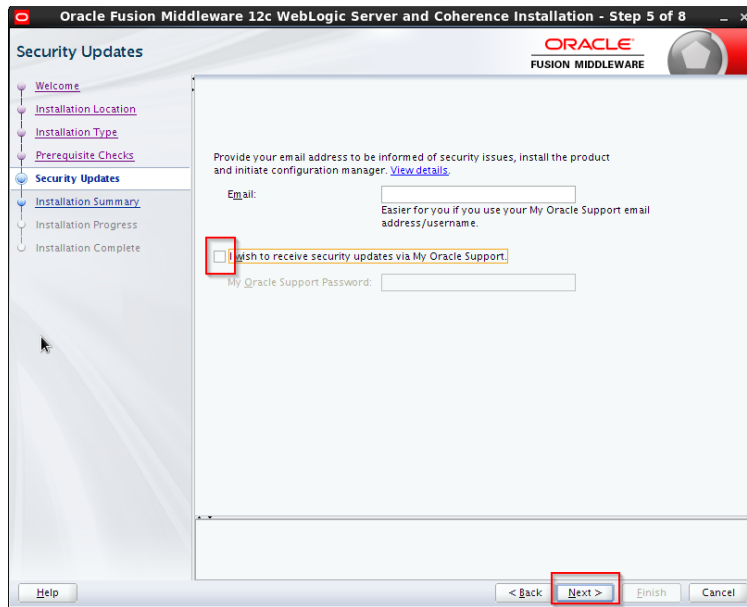 Oracle Fusion Middleware 12c WebLogic Server and Coherence Installation - Step 5 of 8
Security Updates
ORACLE
FUSION MIDDLEWARE
Welcome
Installation Location
Installation Type
Prerequisite Checks
Security Updates
Installation Summary
Installation Progress
Installation Complete
Provide your email address to be informed of security issues, install the product
and initiate configuration manager. View details.
Email:
Easier for you if you use your My Oracle Support email
address/username.
I wish to receive security updates via My Oracle Support.
My Oracle Support Password:
Help
< Back
Next >
Finish
Cancel